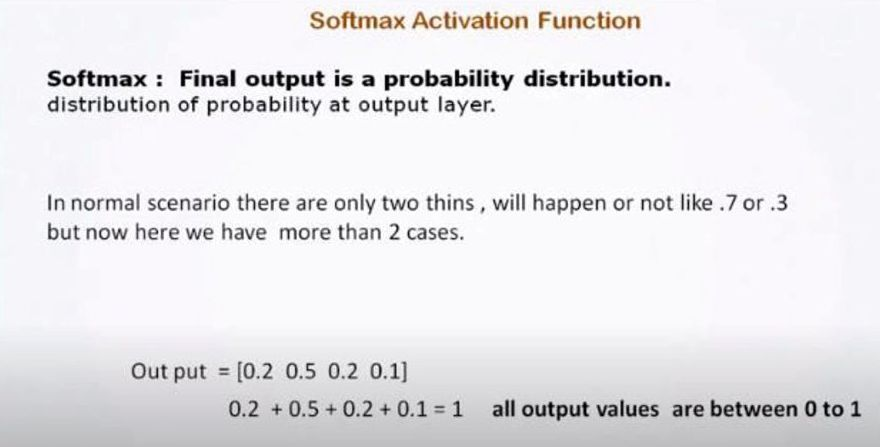 Softmax Activation Function
Softmax : Final output is a probability distribution.
distribution of probability at output layer.
In normal scenario there are only two thins , will happen or not like .7 or .3
but now here we have more than 2 cases.
Out put = [0.2 0.5 0.2 0.1]
0.2 + 0.5 + 0.2 + 0.1 = 1 all output values are between 0 to 1